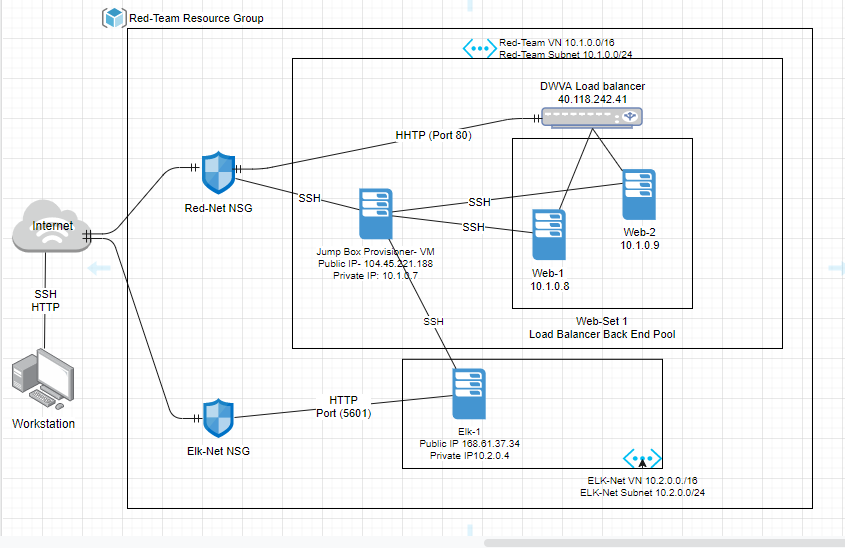 Red-Team Resource Group
Red-Team VN 10.1.0.0/16
Red-Team Subnet 10.1.0.0/24
DWVA Load balancer
40.118.242.41
HHTP (Port 80)
Red-Net NSG
SSH
SSH
SSH
Internet
Web-2
10.1.0.9
Jump Box Provisioner- VM
Public IP- 104.45.221.188
Private IP: 10.1.0.7
Web-1
10.1.0.8
SSH
HTTP
SSH
Web-Set 1
Load Balancer Back End Pool
Workstation
HTTP
Port (5601)
Elk-Net NSG
Elk-1
Public IP 168.61.37.34
Private IP10.2.0.4
ELK-Net VN 10.2.0.0./16
ELK-Net Subnet 10.2.0.0/24